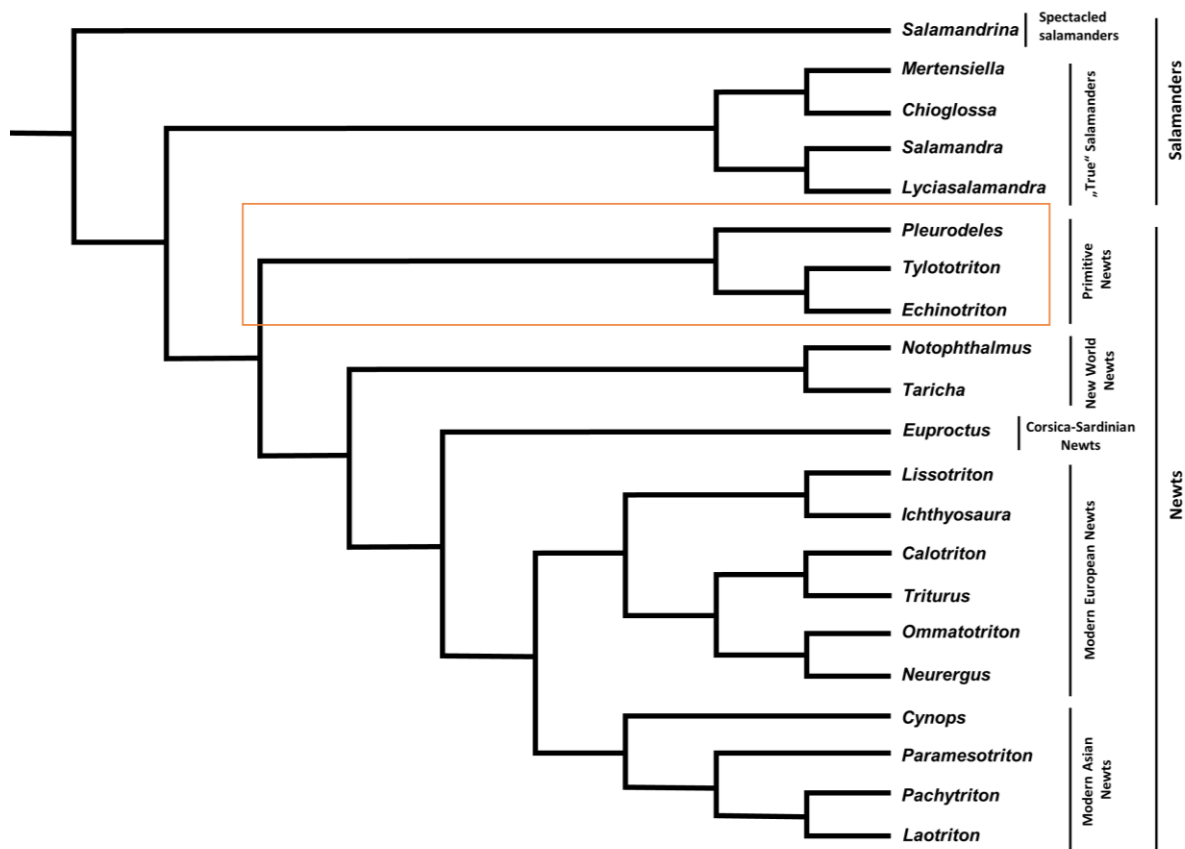 Salamandrina
Spectacled
salamanders
Mertensiella
Chioglossa
Salamandra
Lyciasalamandra
„True“ Salamanders
Salamanders
Pleurodeles
Tylototriton
Echinotriton
Primitive
Newts
Notophthalmus
Taricha
New World
Newts
Euproctus
Corsica-Sardinian
Newts
Lissotriton
Ichthyosaura
Calotriton
Triturus
Ommatotriton
Neurergus
Modern European Newts
Newts
Cynops
Paramesotriton
Pachytriton
Laotriton
Modern Asian
Newts